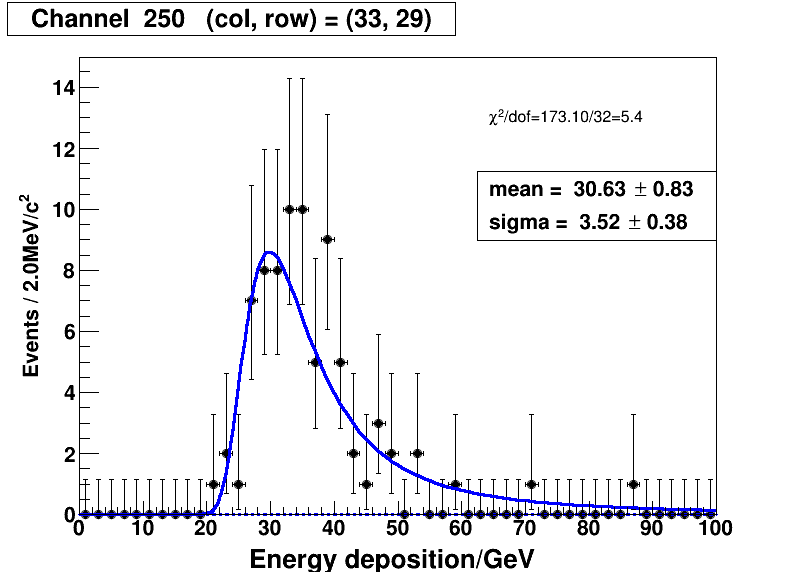 Channel 250 (col, row) = (33, 29)
χ²/dof=173.10/32=5.4
mean = 30.63 ± 0.83
sigma = 3.52 ± 0.38
Events / 2.0MeV/c²
14
12
10
8
6
4
2
0
0 10 20 30 40 50 60 70 80 90 100
Energy deposition/GeV